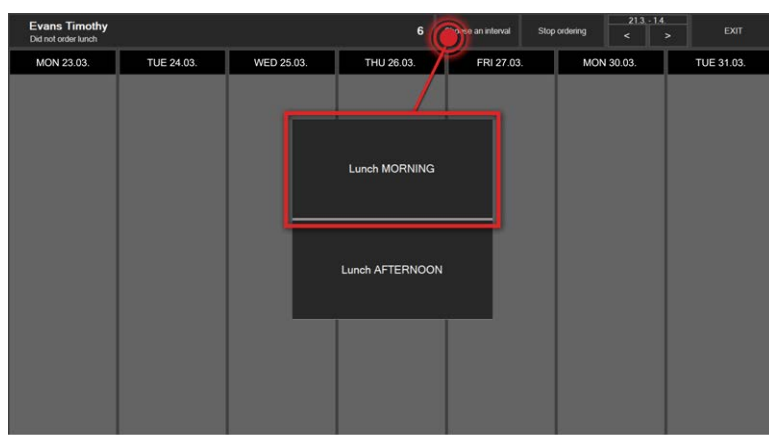 Evans Timothy
Did not order lunch
6
an interval
Stop ordering
21.3. - 1.4.
<
>
EXIT
MON 23.03.
TUE 24.03.
WED 25.03.
THU 26.03.
FRI 27.03.
MON 30.03.
TUE 31.03.
Lunch MORNING
Lunch AFTERNOON